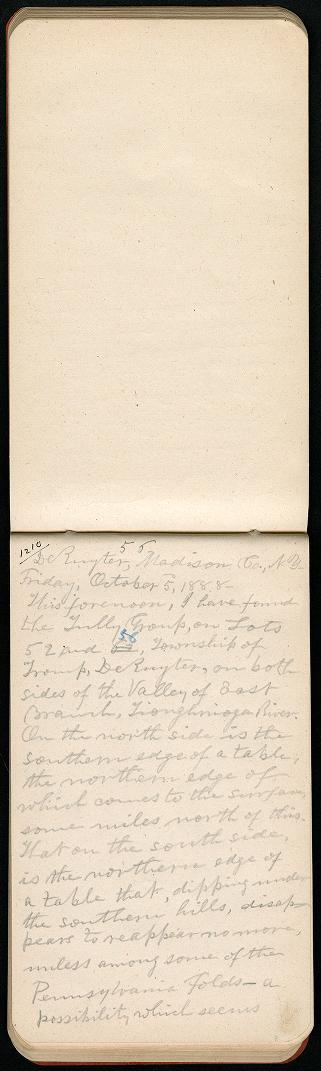 1210
55
DeRuyter, Madison Co., N.Y.
Friday, October 5, 1888—
This forenoon, I have found
the Tully Group, on Lots
56
52 and, Township of
Tromp, DeRuyter, on both
sides of the Valley of East
Branch, Tioughnioga River.
On the north side is the
southern edge of a table,
the northern edge of
which comes to the surface,
some miles north of this.
That on the south side,
is the northern edge of
a table that, dipping under
the southern hills, disap-
pears to reappear no more,
unless among some of the
Pennsylvania folds— a
possibility which seems